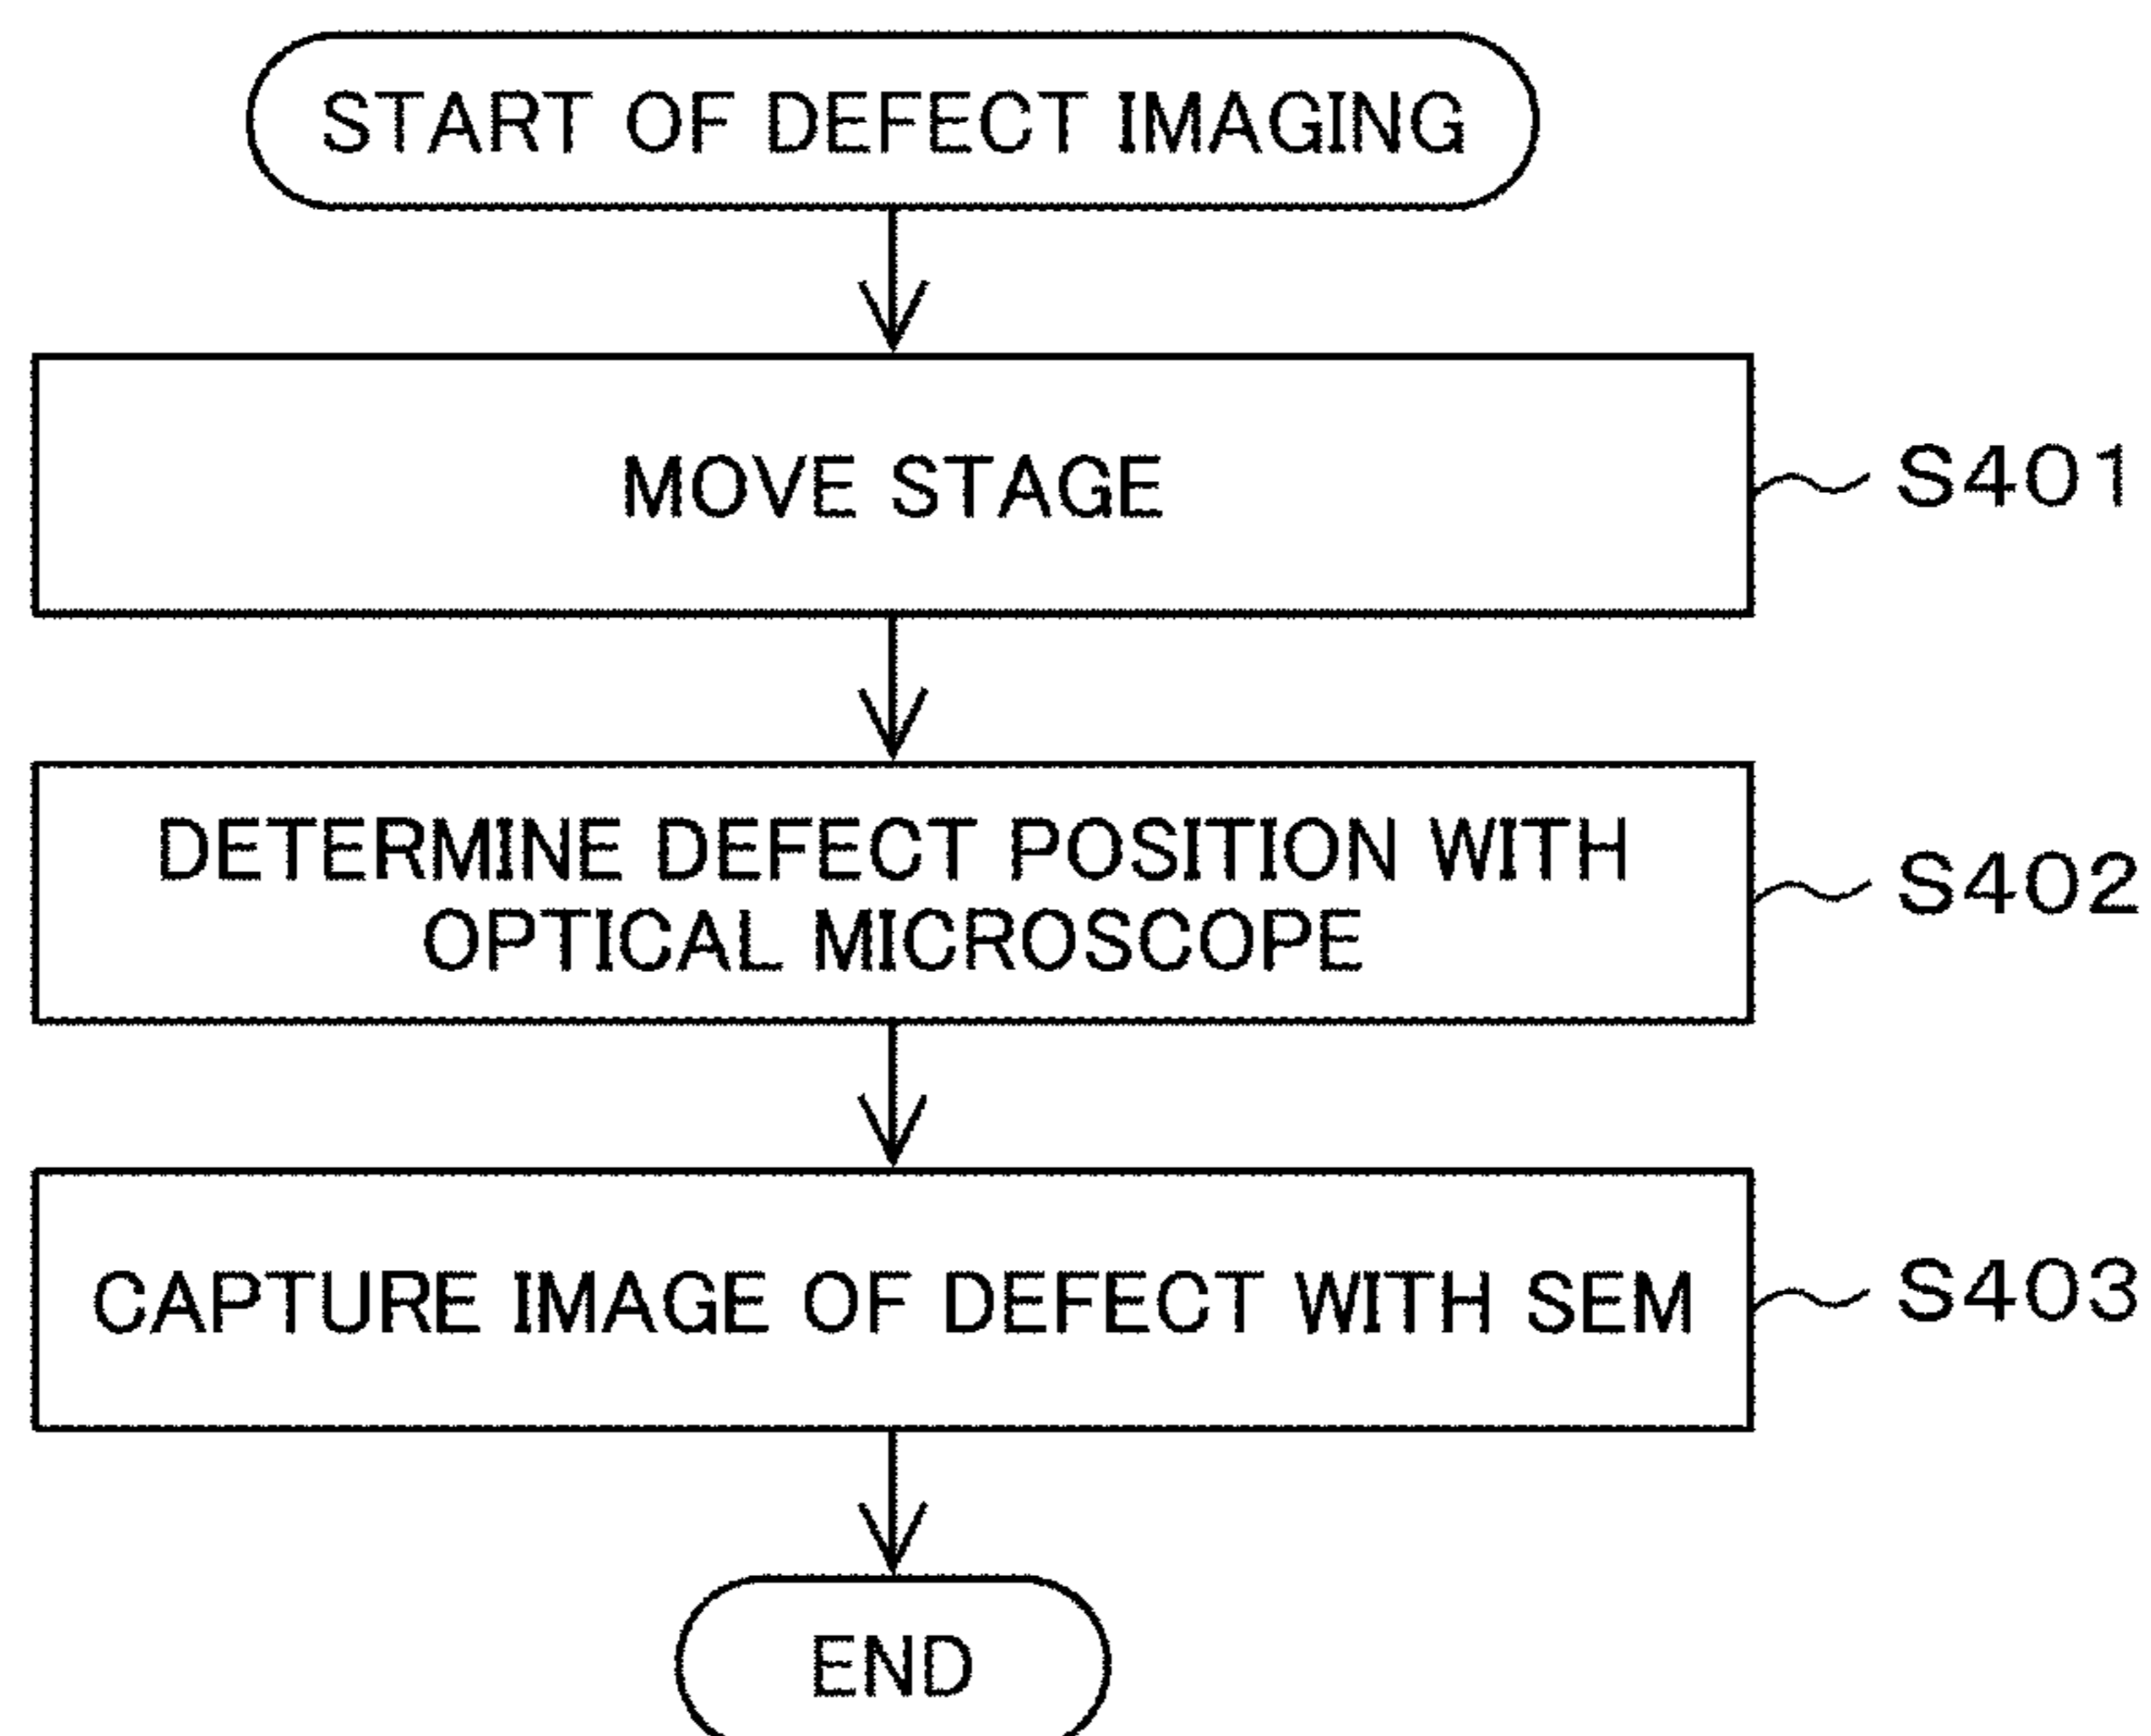 START OF DEFECT IMAGING
MOVE STAGE
S401
DETERMINE DEFECT POSITION WITH
OPTICAL MICROSCOPE
S402
CAPTURE IMAGE OF DEFECT WITH SEM
S403
END